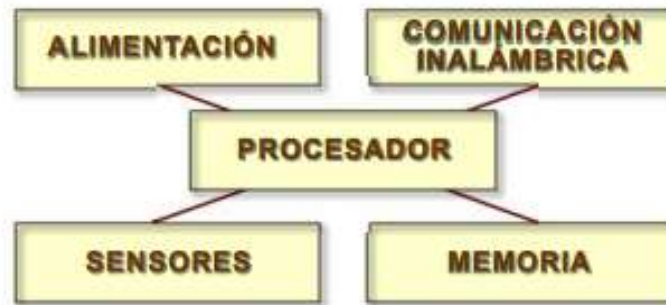 ALIMENTACIÓN
COMUNICACIÓN
INALÁMBRICA
PROCESADOR
SENSORES
MEMORIA